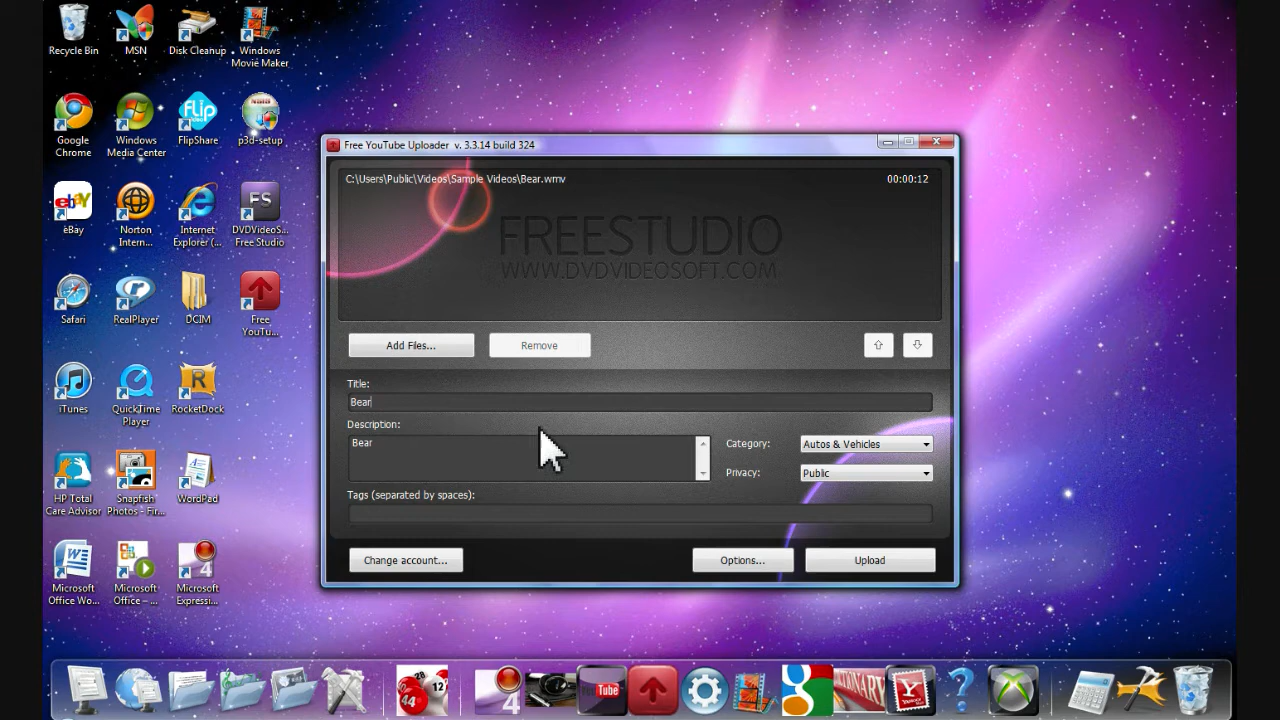 Recycle Bin
MSN
Disk Cleanup
Windows
Movie Maker
Google
Chrome
Windows
Media Center
FlipShare
p3d-setup
eBay
Norton
Intern...
Internet
Explorer (...
DVDVideoS...
Free Studio
Safari
RealPlayer
DCIM
Free
YouTu...
iTunes
QuickTime
Player
RocketDock
HP Total
Care Advisor
Snapfish
Photos - Fir...
WordPad
Microsoft
Office Wo...
Microsoft
Office – ...
Microsoft
Expressi...
Free YouTube Uploader v. 3.3.14 build 324
C:\Users\Public\Videos\Sample Videos\Bear.wmv
00:00:12
FREESTUDIO
WWW.DVDVIDEOSOFT.COM
Add Files...
Remove
Title:
Bear
Description:
Bear
Category:
Autos & Vehicles
Privacy:
Public
Tags (separated by spaces):
Change account...
Options...
Upload